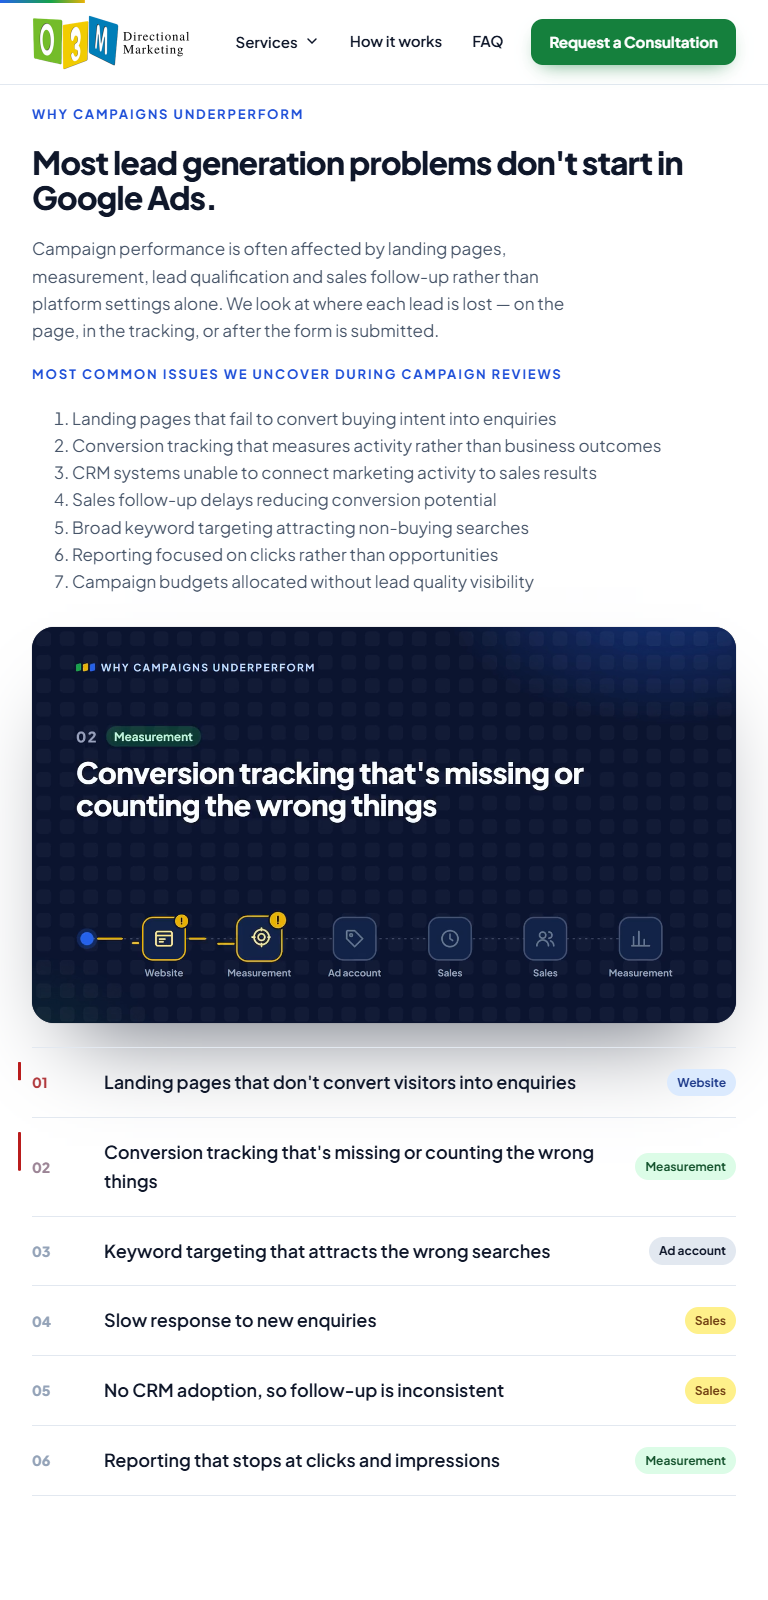 O3M Directional Marketing
Services
How it works
FAQ
Request a Consultation
WHY CAMPAIGNS UNDERPERFORM
Most lead generation problems don't start in
Google Ads.
Campaign performance is often affected by landing pages,
measurement, lead qualification and sales follow-up rather than
platform settings alone. We look at where each lead is lost — on the
page, in the tracking, or after the form is submitted.
MOST COMMON ISSUES WE UNCOVER DURING CAMPAIGN REVIEWS
1. Landing pages that fail to convert buying intent into enquiries
2. Conversion tracking that measures activity rather than business outcomes
3. CRM systems unable to connect marketing activity to sales results
4. Sales follow-up delays reducing conversion potential
5. Broad keyword targeting attracting non-buying searches
6. Reporting focused on clicks rather than opportunities
7. Campaign budgets allocated without lead quality visibility
WHY CAMPAIGNS UNDERPERFORM
02 Measurement
Conversion tracking that's missing or
counting the wrong things
! !
Website Measurement Ad account Sales Sales Measurement
01 Landing pages that don't convert visitors into enquiries Website
02 Conversion tracking that's missing or counting the wrong
things Measurement
03 Keyword targeting that attracts the wrong searches Ad account
04 Slow response to new enquiries Sales
05 No CRM adoption, so follow-up is inconsistent Sales
06 Reporting that stops at clicks and impressions Measurement